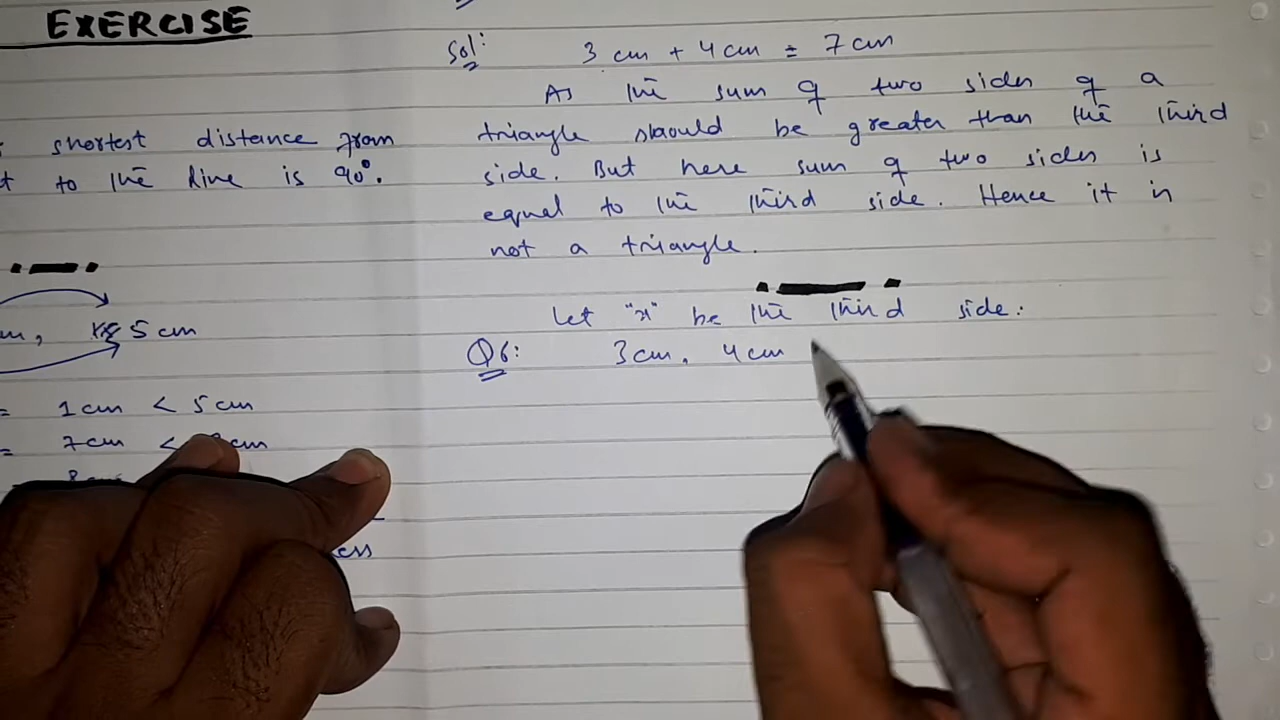 EXERCISE
shortest distance from
t to the line is 90°.
m, 5 cm
= 1 cm < 5 cm
= 7 cm < cm
ess
Sol:
3 cm + 4 cm = 7 cm
As the sum of two sides of a
triangle should be greater than the third
side. But here sum of two sides is
equal to the third side. Hence it is
not a triangle.
Let "x" be the third side:
Q6: 3 cm, 4 cm